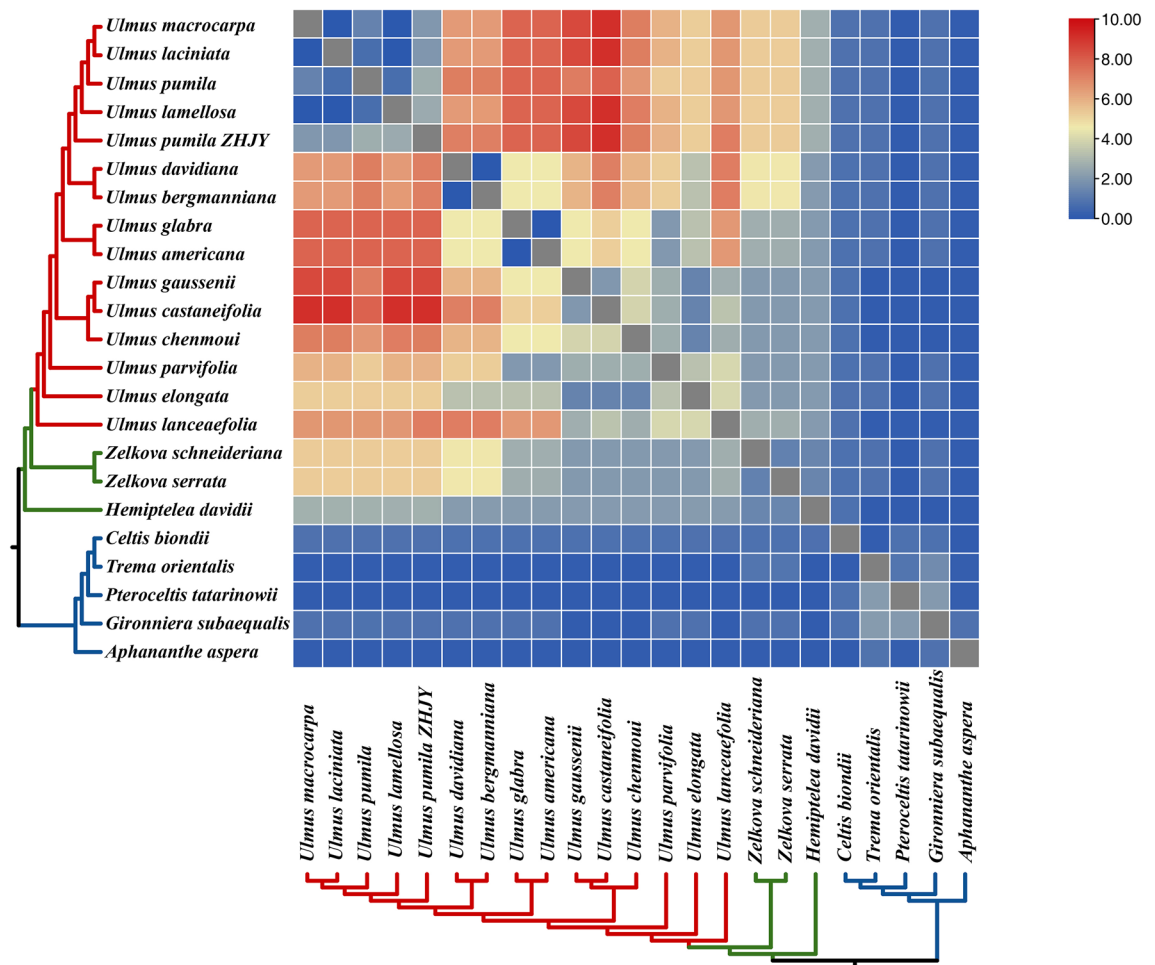 Ulmus macrocarpa
Ulmus laciniata
Ulmus pumila
Ulmus lamellosa
Ulmus pumila ZHJY
Ulmus davidiana
Ulmus bergmanniana
Ulmus glabra
Ulmus americana
Ulmus gaussenii
Ulmus castaneifolia
Ulmus chenmoui
Ulmus parvifolia
Ulmus elongata
Ulmus lanceaefolia
Zelkova schneideriana
Zelkova serrata
Hemiptelea davidii
Celtis biondii
Trema orientalis
Pteroceltis tatarinowii
Gironniera subaequalis
Aphananthe aspera
10.00
8.00
6.00
4.00
2.00
0.00
Ulmus macrocarpa
Ulmus laciniata
Ulmus pumila
Ulmus lamellosa
Ulmus pumila ZHJY
Ulmus davidiana
Ulmus bergmanniana
Ulmus glabra
Ulmus americana
Ulmus gaussenii
Ulmus castaneifolia
Ulmus chenmoui
Ulmus parvifolia
Ulmus elongata
Ulmus lanceaefolia
Zelkova schneideriana
Zelkova serrata
Hemiptelea davidii
Celtis biondii
Trema orientalis
Pteroceltis tatarinowii
Gironniera subaequalis
Aphananthe aspera